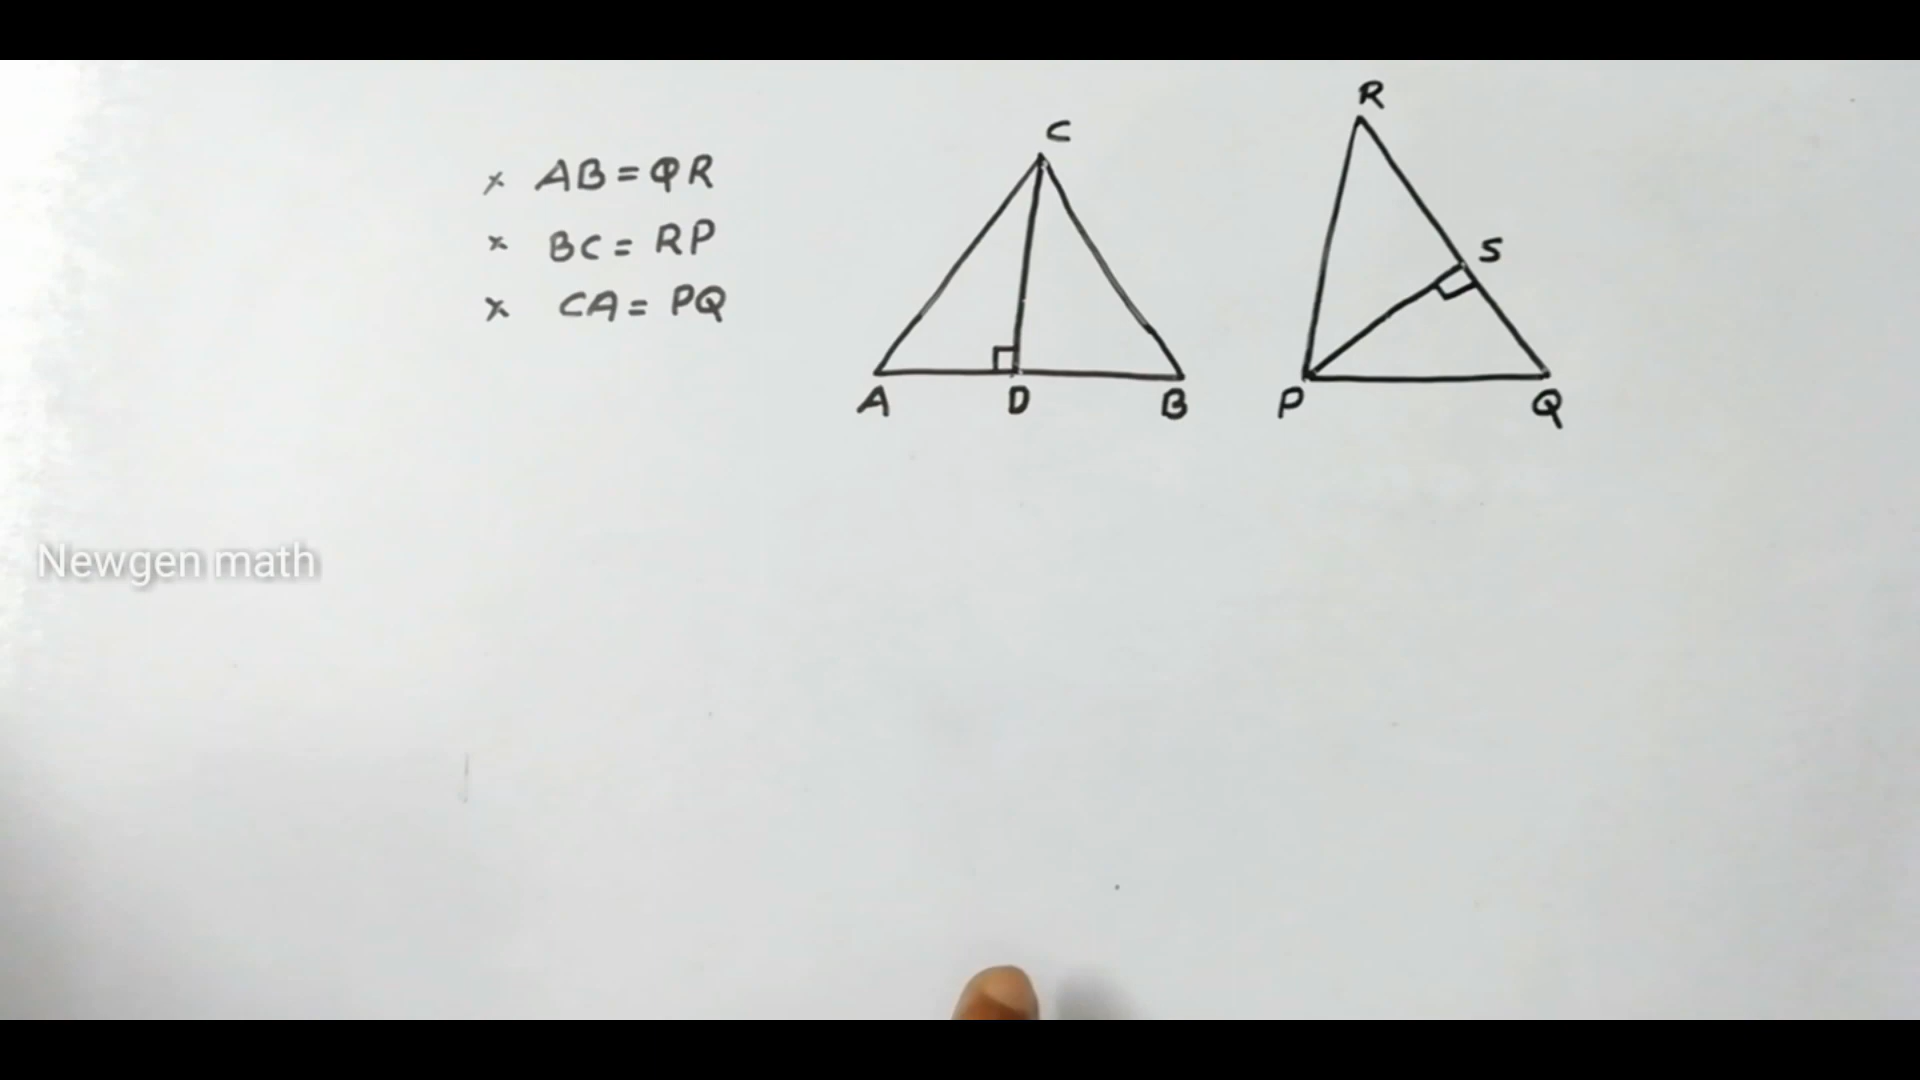 × AB = QR
× BC = RP
× CA = PQ
C
A
D
B
R
S
P
Q
Newgen math